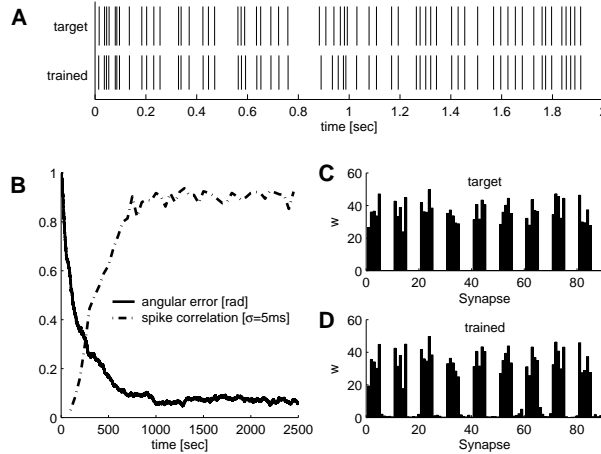 A
target
trained
0 0.2 0.4 0.6 0.8 1 1.2 1.4 1.6 1.8 2
time [sec]
B
1
0.8
0.6
0.4
0.2
0
angular error [rad]
spike correlation [σ=5ms]
0 500 1000 1500 2000 2500
time [sec]
C
target
60
40
20
0
w
0 20 40 60 80
Synapse
D
trained
60
40
20
0
w
0 20 40 60 80
Synapse